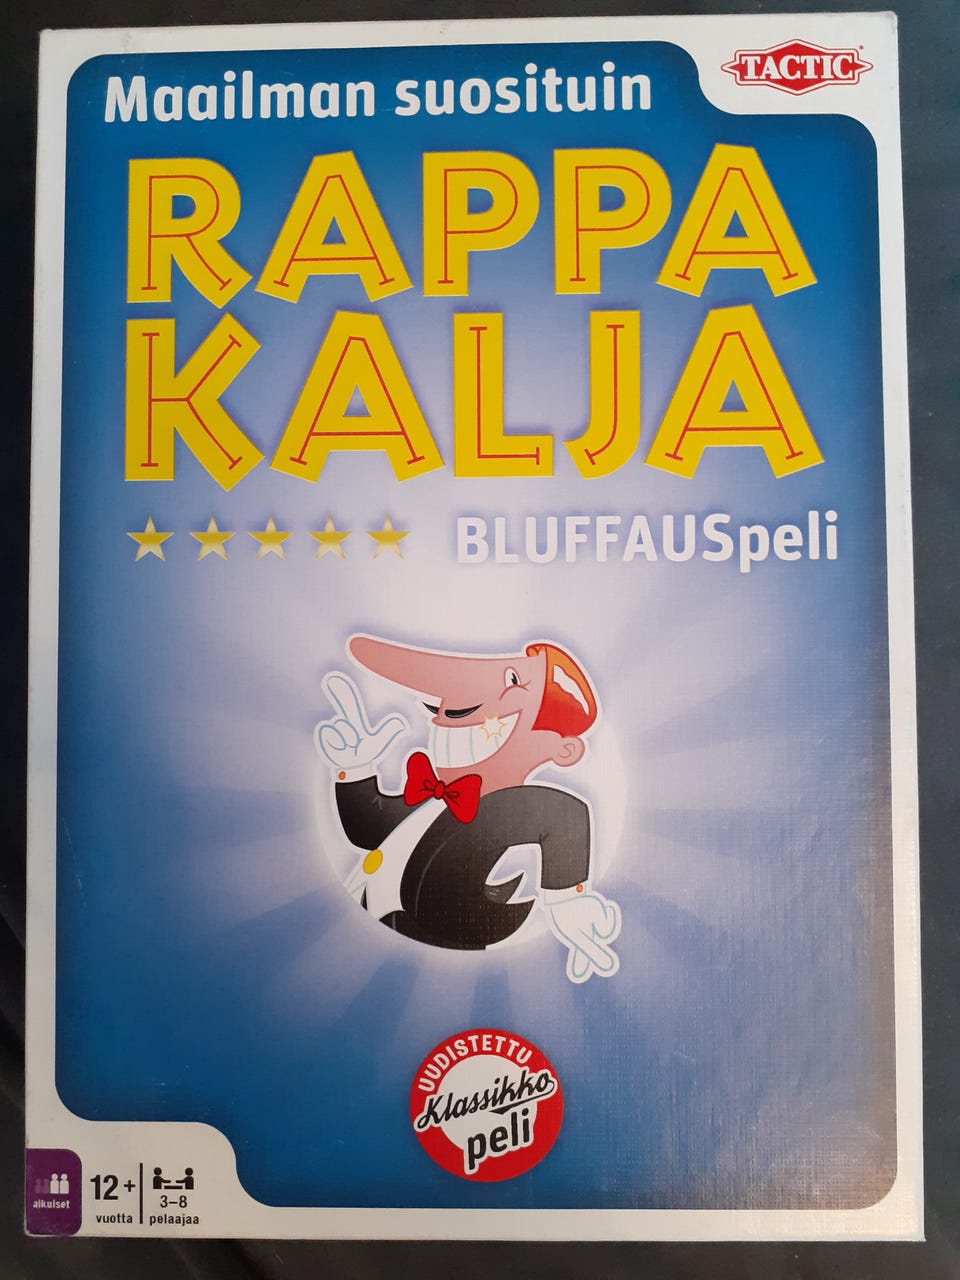 Maailman suosituin
TACTIC
RAPPA
KALJA
BLUFFAUSpeli
UUDISTETTU
Klassikko
peli
aikuiset
12+
vuotta
3–8
pelaajaa